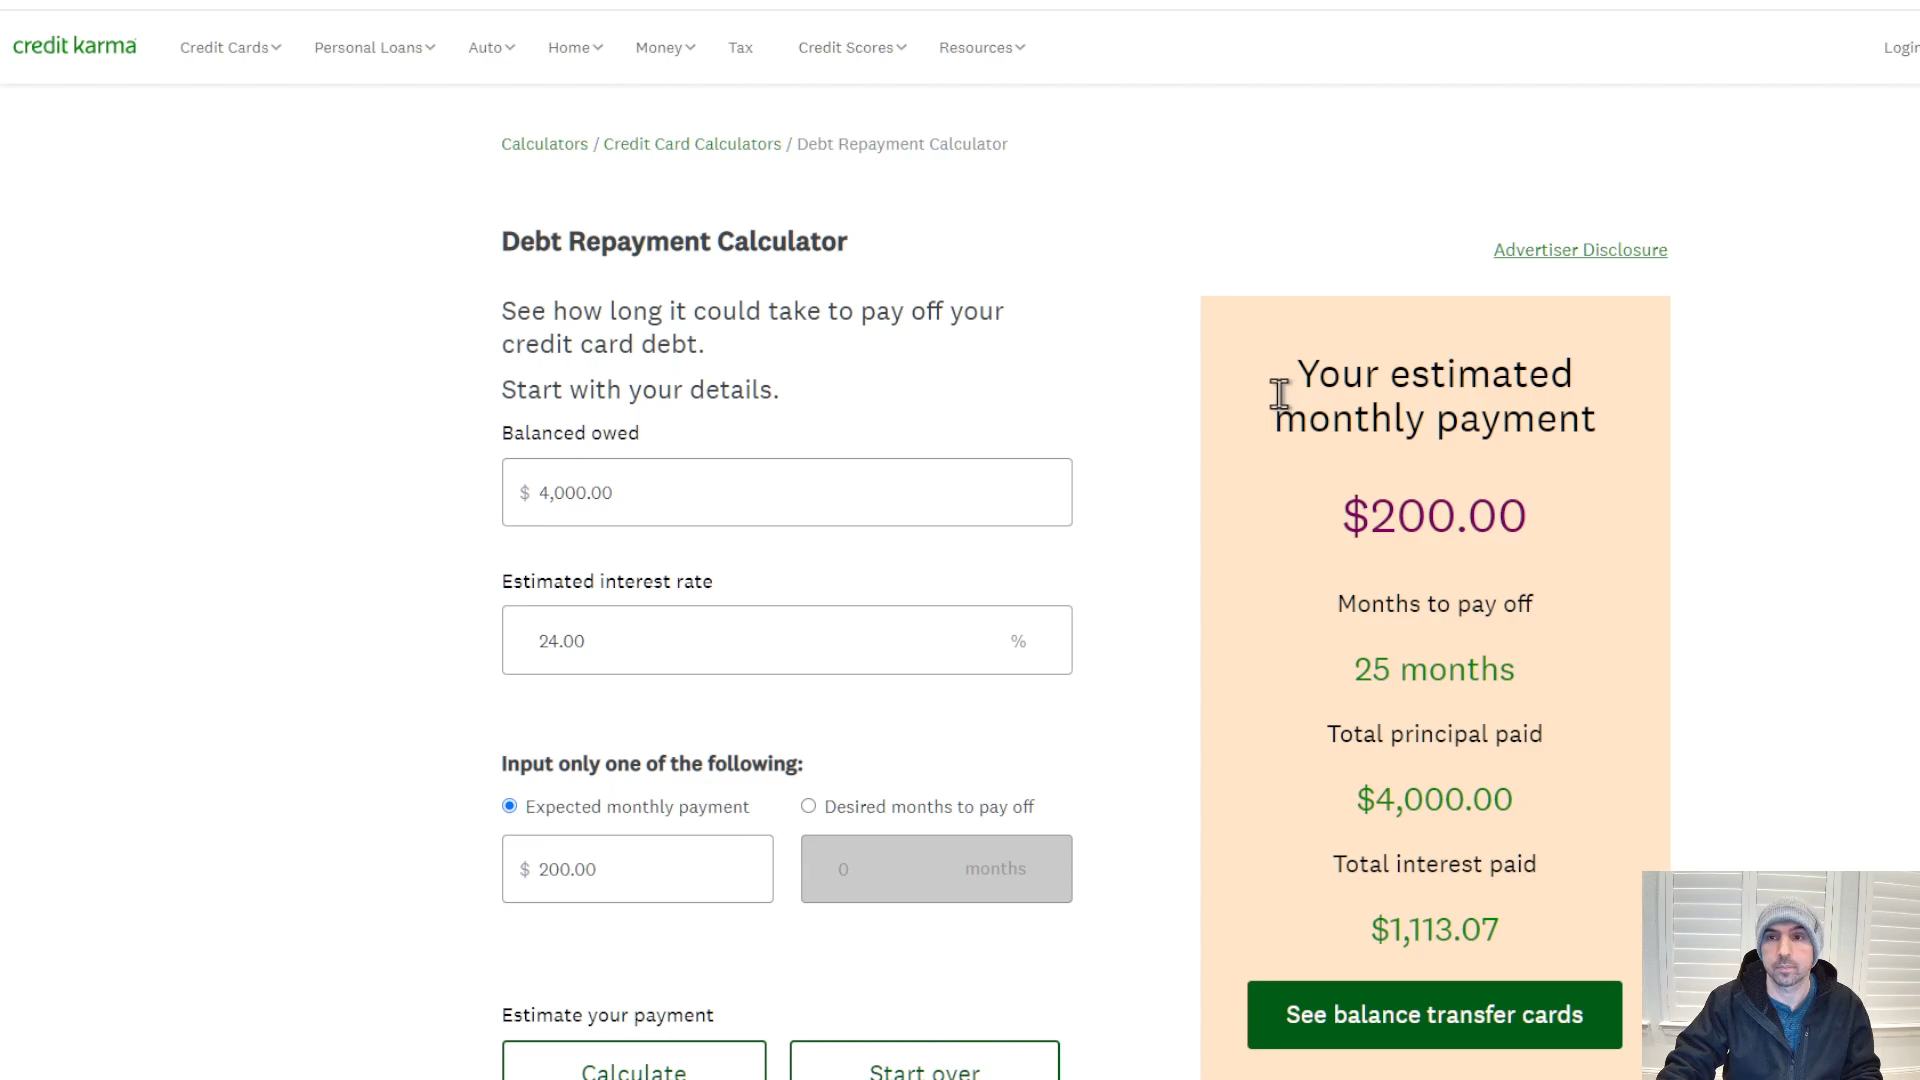 credit karma
Credit Cards
Personal Loans
Auto
Home
Money
Tax
Credit Scores
Resources
Login
Calculators / Credit Card Calculators / Debt Repayment Calculator
Debt Repayment Calculator
Advertiser Disclosure
See how long it could take to pay off your
credit card debt.
Start with your details.
Balanced owed
$ 4,000.00
Estimated interest rate
24.00 %
Input only one of the following:
Expected monthly payment
Desired months to pay off
$ 200.00
0 months
Estimate your payment
Calculate
Start over
Your estimated
monthly payment
$200.00
Months to pay off
25 months
Total principal paid
$4,000.00
Total interest paid
$1,113.07
See balance transfer cards